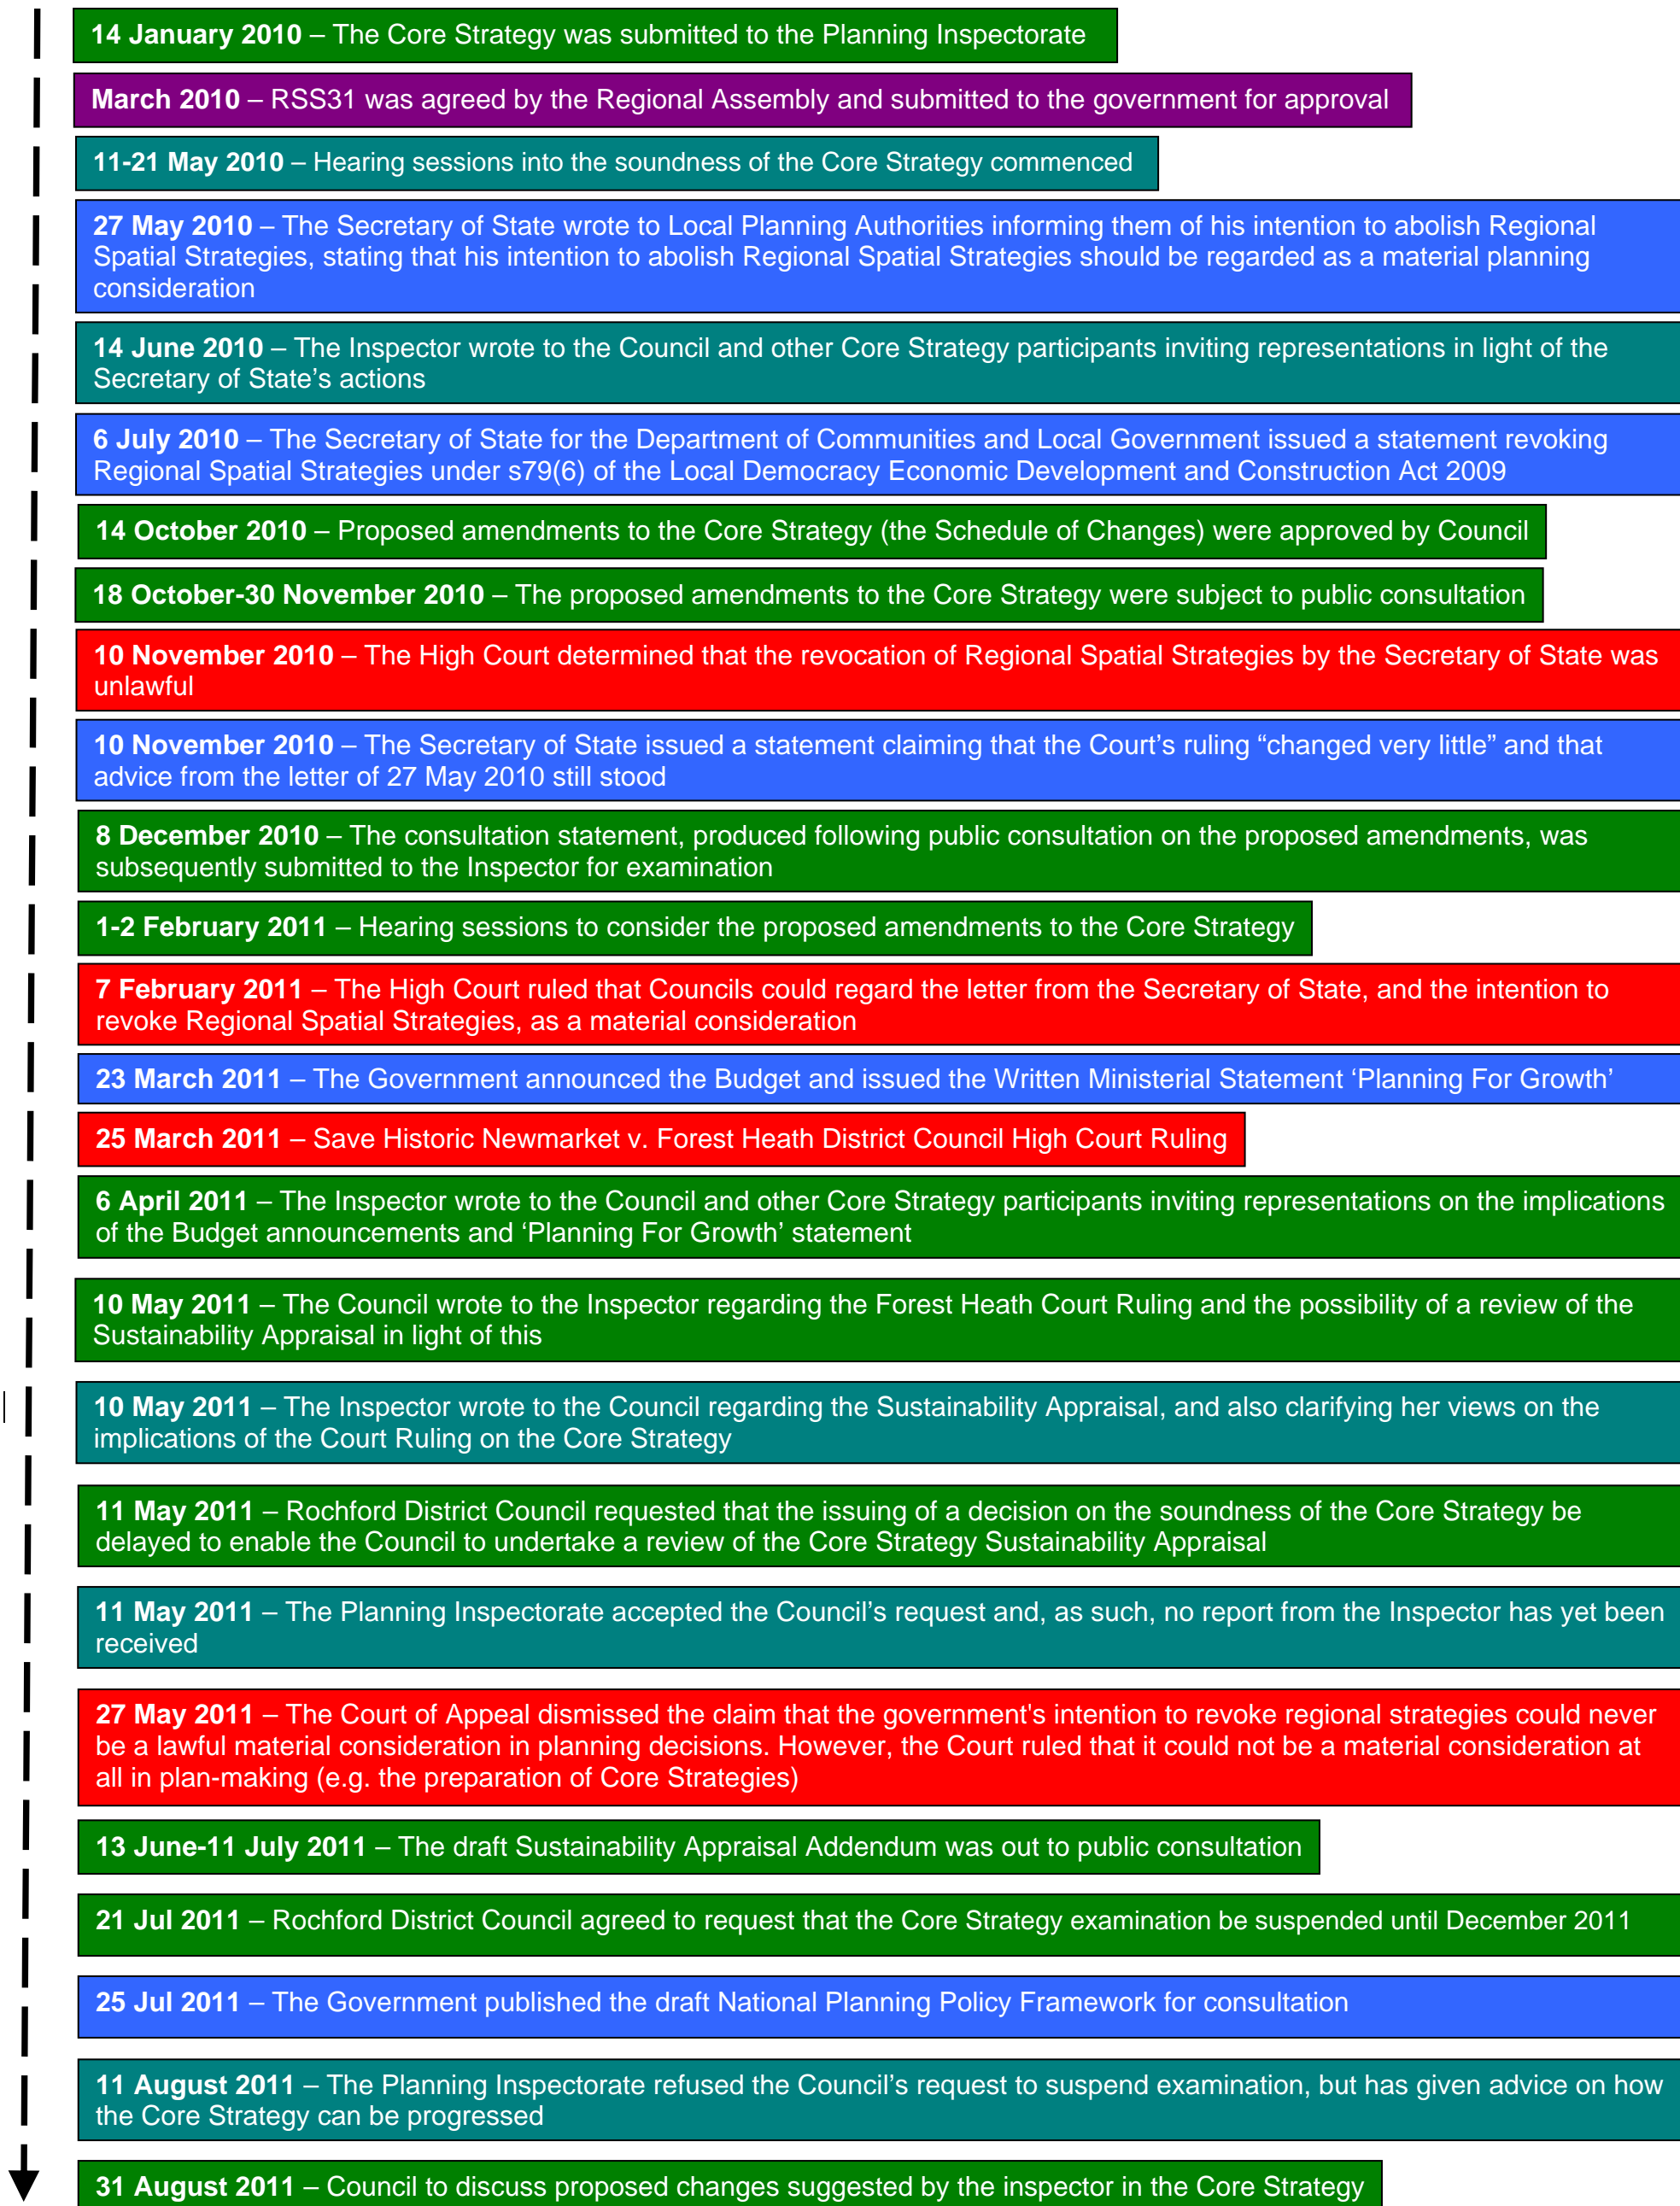 14 January 2010 – The Core Strategy was submitted to the Planning Inspectorate
March 2010 – RSS31 was agreed by the Regional Assembly and submitted to the government for approval
11-21 May 2010 – Hearing sessions into the soundness of the Core Strategy commenced
27 May 2010 – The Secretary of State wrote to Local Planning Authorities informing them of his intention to abolish Regional
Spatial Strategies, stating that his intention to abolish Regional Spatial Strategies should be regarded as a material planning
consideration
14 June 2010 – The Inspector wrote to the Council and other Core Strategy participants inviting representations in light of the
Secretary of State’s actions
6 July 2010 – The Secretary of State for the Department of Communities and Local Government issued a statement revoking
Regional Spatial Strategies under s79(6) of the Local Democracy Economic Development and Construction Act 2009
14 October 2010 – Proposed amendments to the Core Strategy (the Schedule of Changes) were approved by Council
18 October-30 November 2010 – The proposed amendments to the Core Strategy were subject to public consultation
10 November 2010 – The High Court determined that the revocation of Regional Spatial Strategies by the Secretary of State was
unlawful
10 November 2010 – The Secretary of State issued a statement claiming that the Court’s ruling “changed very little” and that
advice from the letter of 27 May 2010 still stood
8 December 2010 – The consultation statement, produced following public consultation on the proposed amendments, was
subsequently submitted to the Inspector for examination
1-2 February 2011 – Hearing sessions to consider the proposed amendments to the Core Strategy
7 February 2011 – The High Court ruled that Councils could regard the letter from the Secretary of State, and the intention to
revoke Regional Spatial Strategies, as a material consideration
23 March 2011 – The Government announced the Budget and issued the Written Ministerial Statement ‘Planning For Growth’
25 March 2011 – Save Historic Newmarket v. Forest Heath District Council High Court Ruling
6 April 2011 – The Inspector wrote to the Council and other Core Strategy participants inviting representations on the implications
of the Budget announcements and ‘Planning For Growth’ statement
10 May 2011 – The Council wrote to the Inspector regarding the Forest Heath Court Ruling and the possibility of a review of the
Sustainability Appraisal in light of this
10 May 2011 – The Inspector wrote to the Council regarding the Sustainability Appraisal, and also clarifying her views on the
implications of the Court Ruling on the Core Strategy
11 May 2011 – Rochford District Council requested that the issuing of a decision on the soundness of the Core Strategy be
delayed to enable the Council to undertake a review of the Core Strategy Sustainability Appraisal
11 May 2011 – The Planning Inspectorate accepted the Council’s request and, as such, no report from the Inspector has yet been
received
27 May 2011 – The Court of Appeal dismissed the claim that the government's intention to revoke regional strategies could never
be a lawful material consideration in planning decisions. However, the Court ruled that it could not be a material consideration at
all in plan-making (e.g. the preparation of Core Strategies)
13 June-11 July 2011 – The draft Sustainability Appraisal Addendum was out to public consultation
21 Jul 2011 – Rochford District Council agreed to request that the Core Strategy examination be suspended until December 2011
25 Jul 2011 – The Government published the draft National Planning Policy Framework for consultation
11 August 2011 – The Planning Inspectorate refused the Council’s request to suspend examination, but has given advice on how
the Core Strategy can be progressed
31 August 2011 – Council to discuss proposed changes suggested by the inspector in the Core Strategy